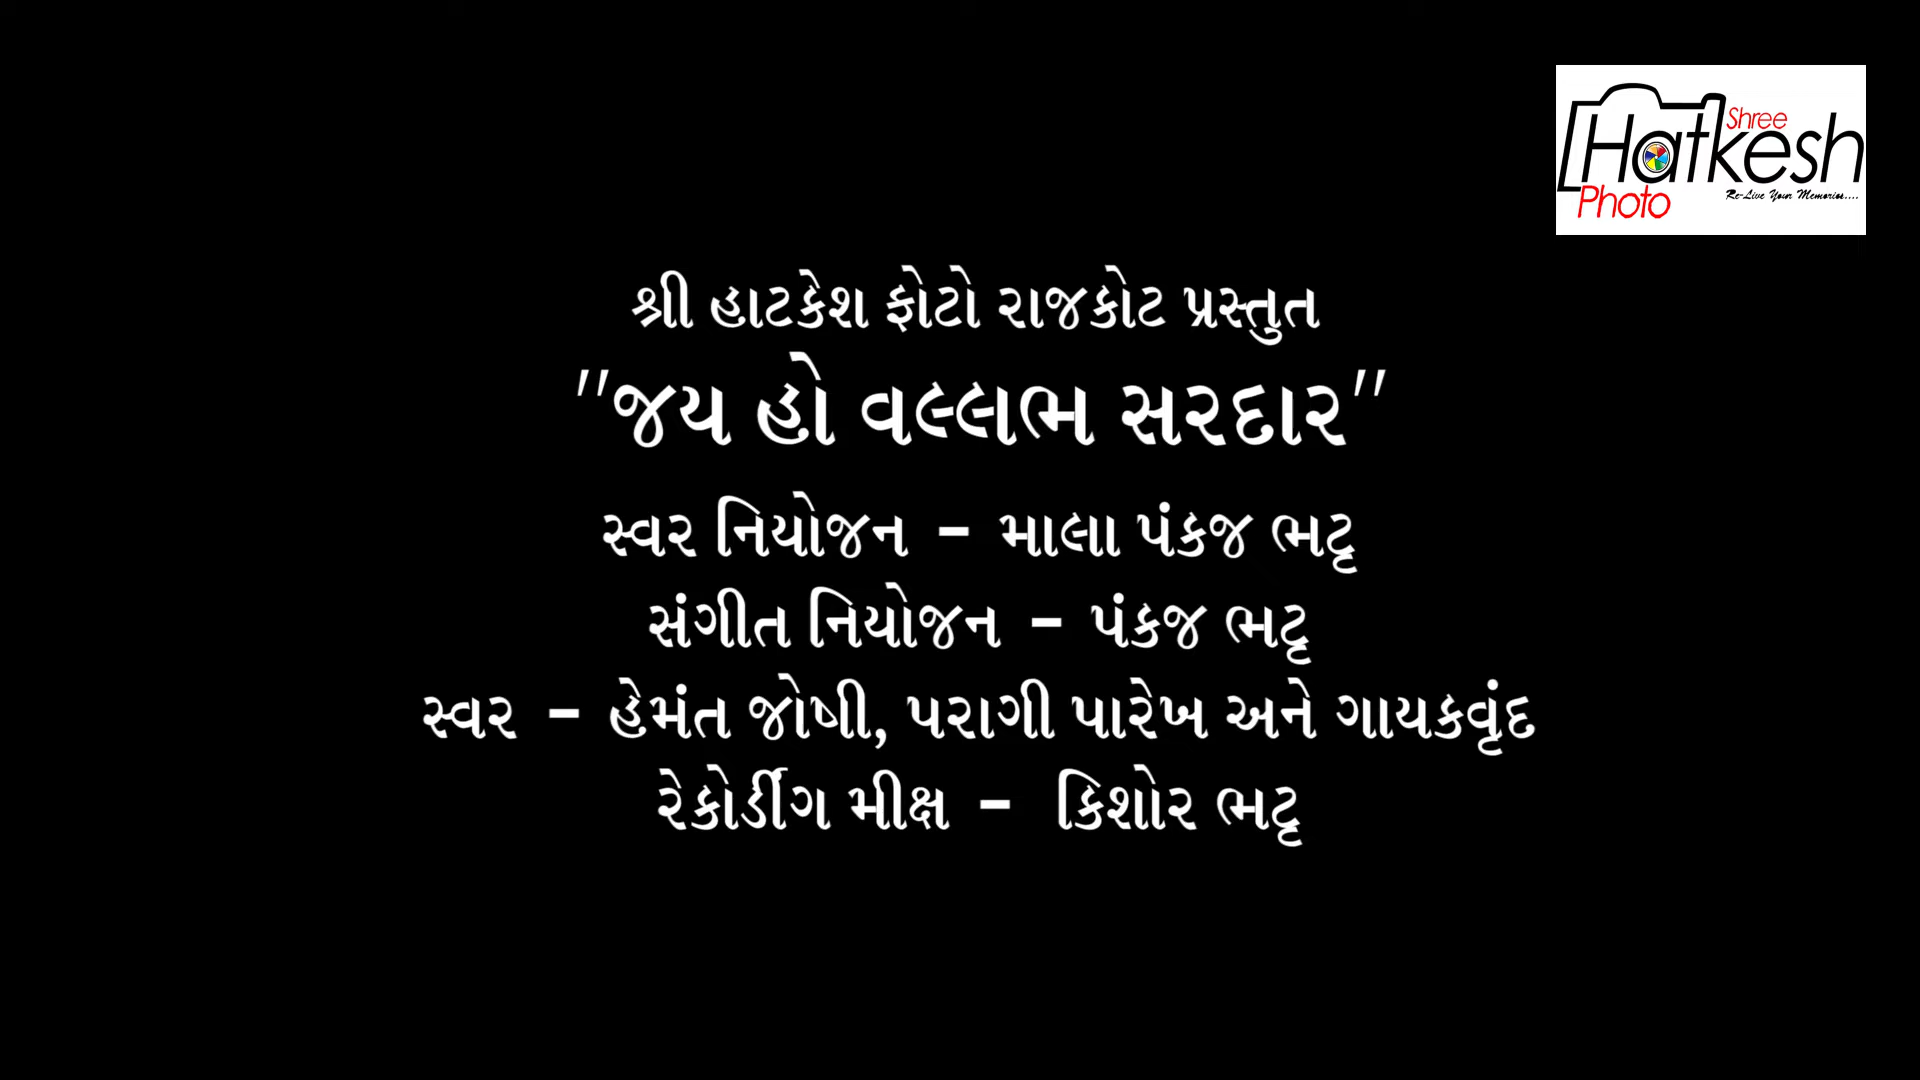 Shree
Hatkesh
Photo
Re-Live Your Memories....
શ્રી હાટકેશ ફોટો રાજકોટ પ્રસ્તુત
"જય હો વલ્લભ સરદાર"
સ્વર નિયોજન - માલા પંકજ ભટૃ
સંગીત નિયોજન - પંકજ ભટૃ
સ્વર - હેમંત જોષી, પરાગી પારેખ અને ગાયકવૃંદ
રેકોર્ડીંગ મીક્ષ - કિશોર ભટૃ